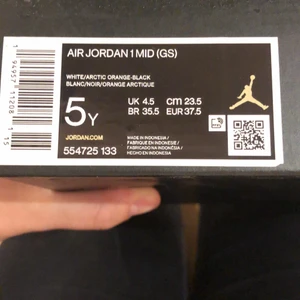 AIR JORDAN 1 MID (GS)
WHITE/ARCTIC ORANGE-BLACK
BLANC/NOIR/ORANGE ARCTIQUE
5Y
UK 4.5 CM 23.5
BR 35.5 EUR 37.5
JORDAN.COM
554725 133
MADE IN INDONESIA /
FABRIQUÉ EN INDONÉSIE /
FABRICADO NA INDONÉSIA /
HECHO EN INDONESIA